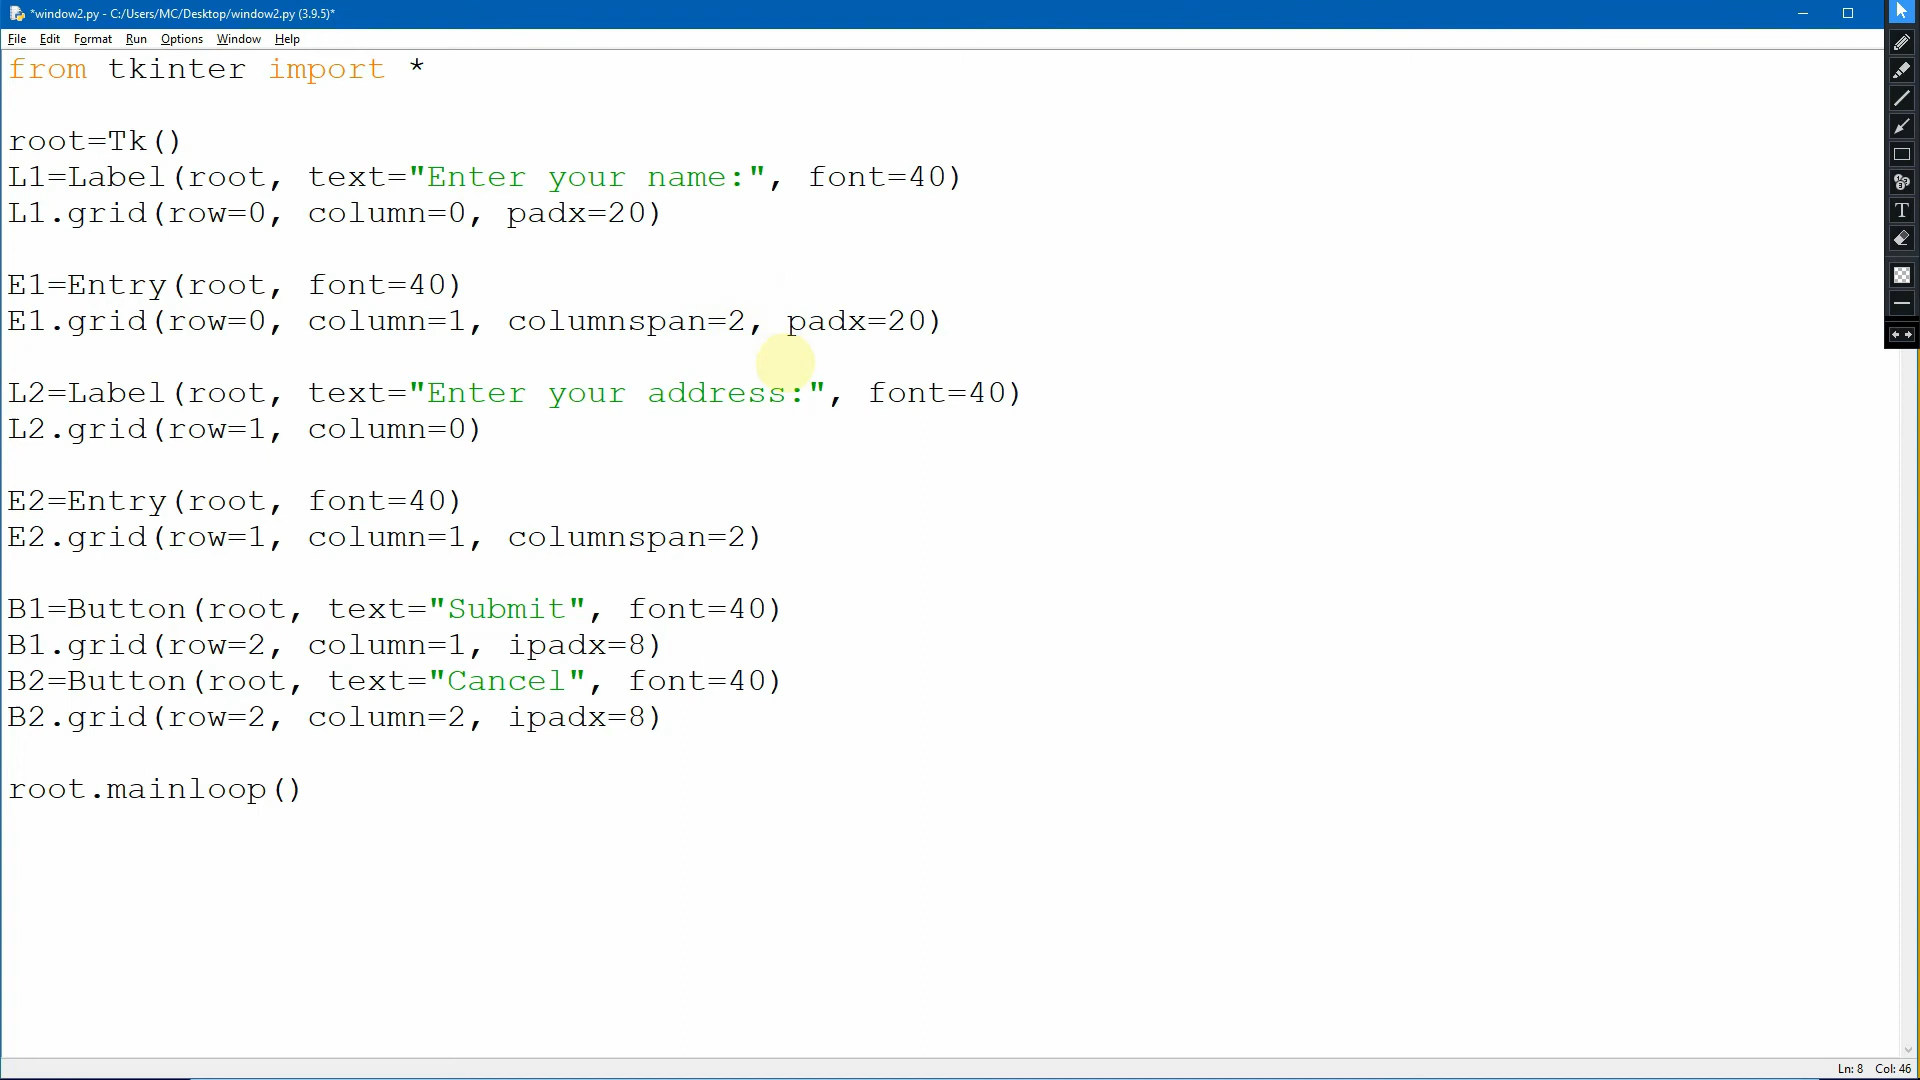 *window2.py - C:/Users/MC/Desktop/window2.py (3.9.5)*
File Edit Format Run Options Window Help
from tkinter import *
root=Tk()
L1=Label(root, text="Enter your name:", font=40)
L1.grid(row=0, column=0, padx=20)
E1=Entry(root, font=40)
E1.grid(row=0, column=1, columnspan=2, padx=20)
L2=Label(root, text="Enter your address:", font=40)
L2.grid(row=1, column=0)
E2=Entry(root, font=40)
E2.grid(row=1, column=1, columnspan=2)
B1=Button(root, text="Submit", font=40)
B1.grid(row=2, column=1, ipadx=8)
B2=Button(root, text="Cancel", font=40)
B2.grid(row=2, column=2, ipadx=8)
root.mainloop()
T
Ln: 8 Col: 46